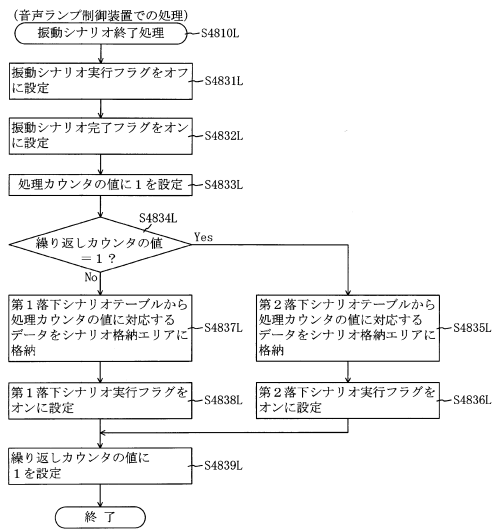 (音声ランプ制御装置での処理)
振動シナリオ終了処理
S4810L
振動シナリオ実行フラグをオフ
に設定
S4831L
振動シナリオ完了フラグをオン
に設定
S4832L
処理カウンタの値に1を設定
S4833L
S4834L
繰り返しカウンタの値
=1?
Yes
No
第1落下シナリオテーブルから
処理カウンタの値に対応する
データをシナリオ格納エリアに
格納
S4837L
第2落下シナリオテーブルから
処理カウンタの値に対応する
データをシナリオ格納エリアに
格納
S4835L
第1落下シナリオ実行フラグを
オンに設定
S4838L
第2落下シナリオ実行フラグを
オンに設定
S4836L
繰り返しカウンタの値に
1を設定
S4839L
終了